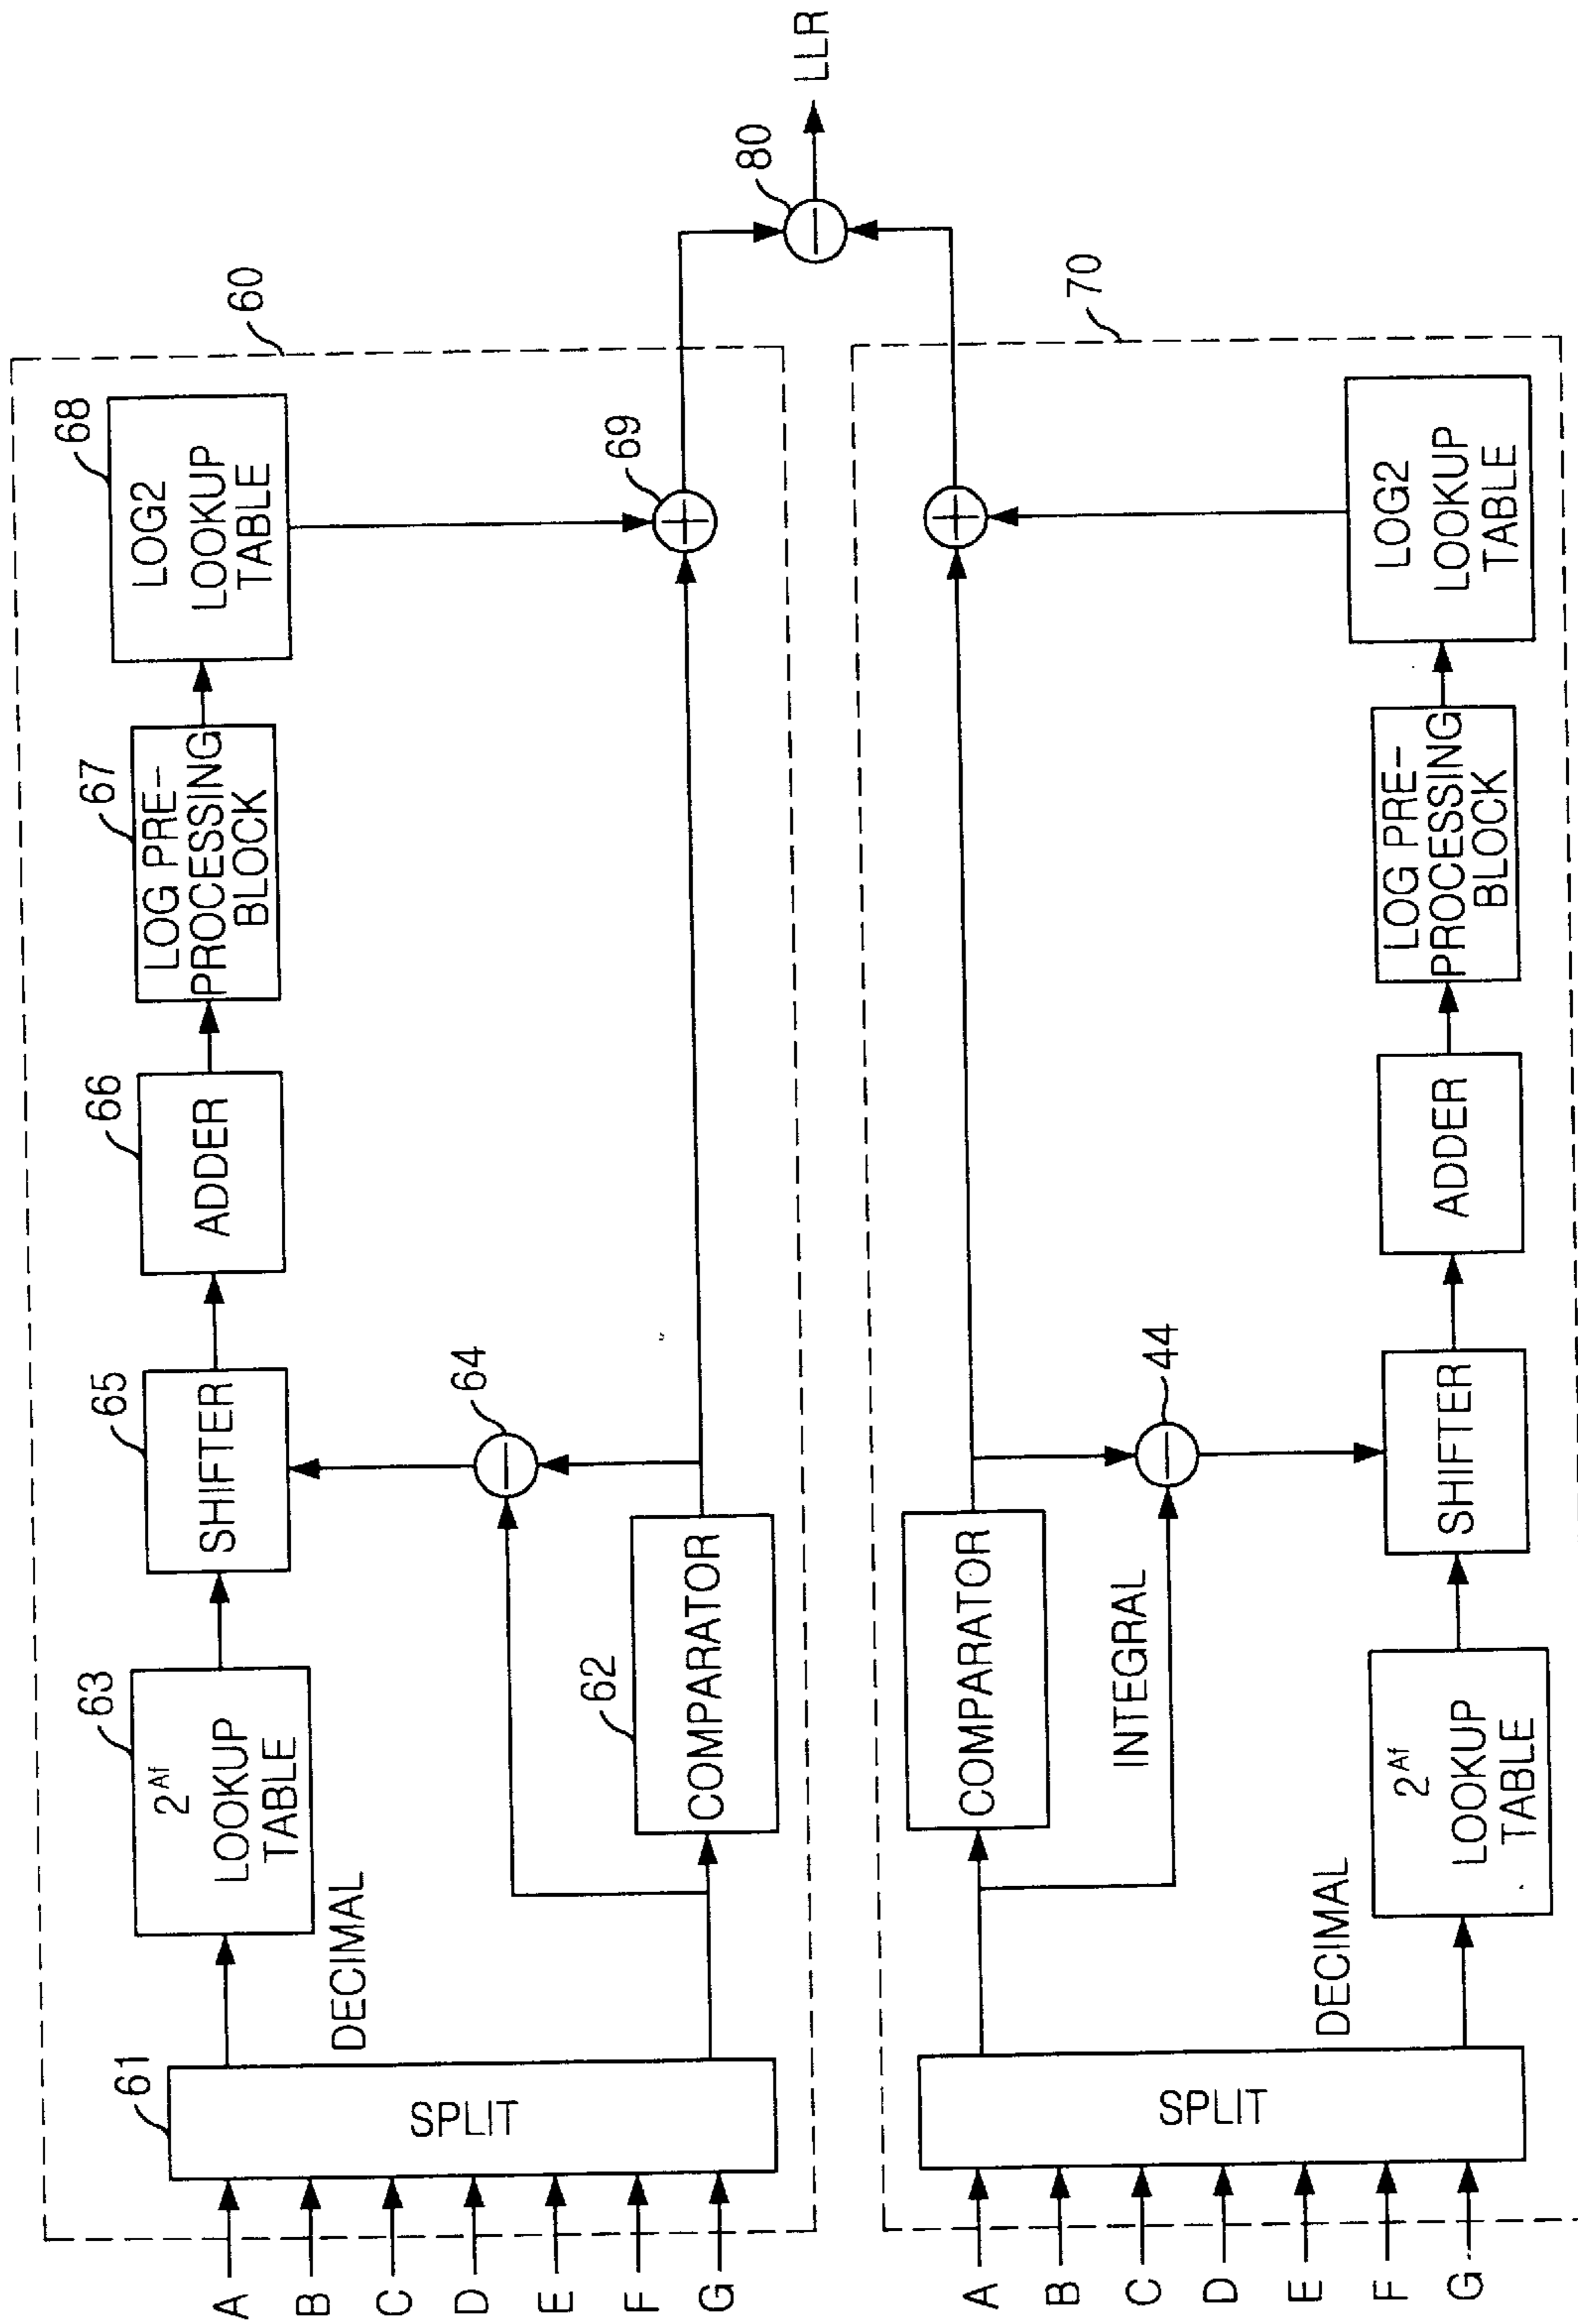 60
61
A
B
C
D
E
F
G
SPLIT
DECIMAL
63
2^Af
LOOKUP
TABLE
62
COMPARATOR
64
65
SHIFTER
66
ADDER
67
LOG PRE-
PROCESSING
BLOCK
68
LOG2
LOOKUP
TABLE
69
80
LLR
70
A
B
C
D
E
F
G
SPLIT
DECIMAL
INTEGRAL
COMPARATOR
44
2^Af
LOOKUP
TABLE
SHIFTER
ADDER
LOG PRE-
PROCESSING
BLOCK
LOG2
LOOKUP
TABLE